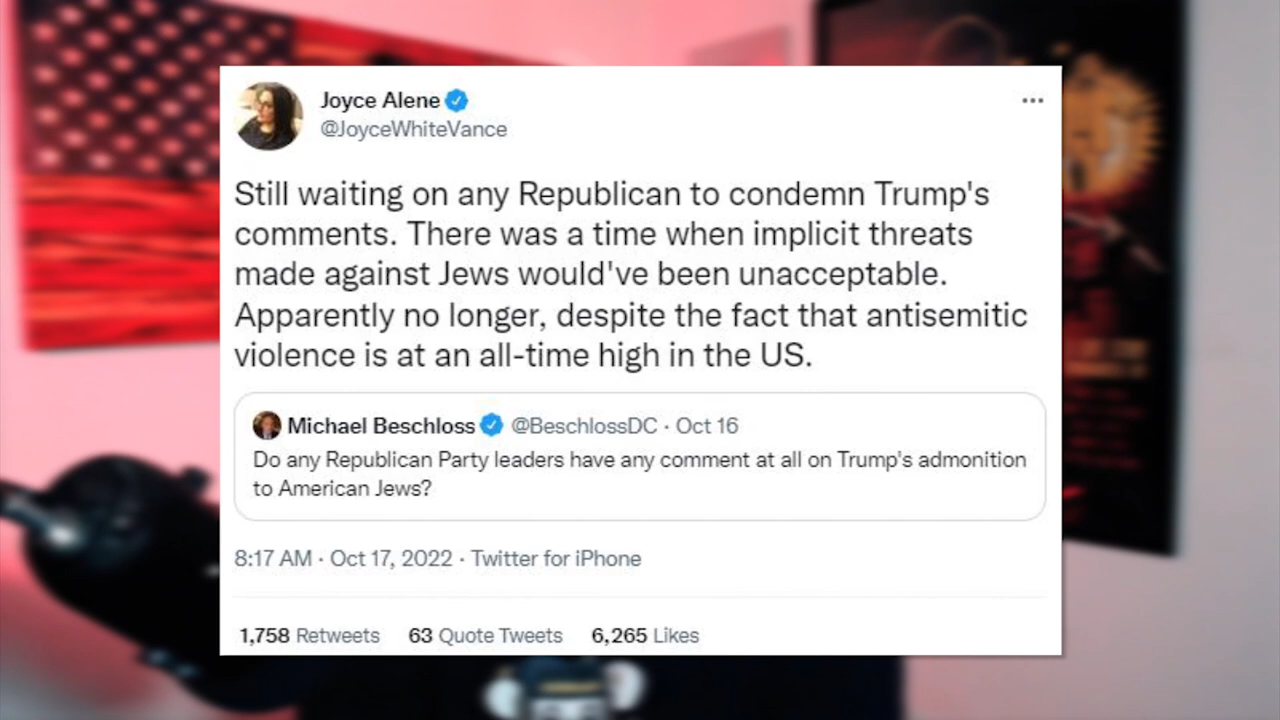 Joyce Alene
@JoyceWhiteVance
Still waiting on any Republican to condemn Trump's
comments. There was a time when implicit threats
made against Jews would've been unacceptable.
Apparently no longer, despite the fact that antisemitic
violence is at an all-time high in the US.
Michael Beschloss @BeschlossDC · Oct 16
Do any Republican Party leaders have any comment at all on Trump's admonition
to American Jews?
8:17 AM · Oct 17, 2022 · Twitter for iPhone
1,758 Retweets 63 Quote Tweets 6,265 Likes